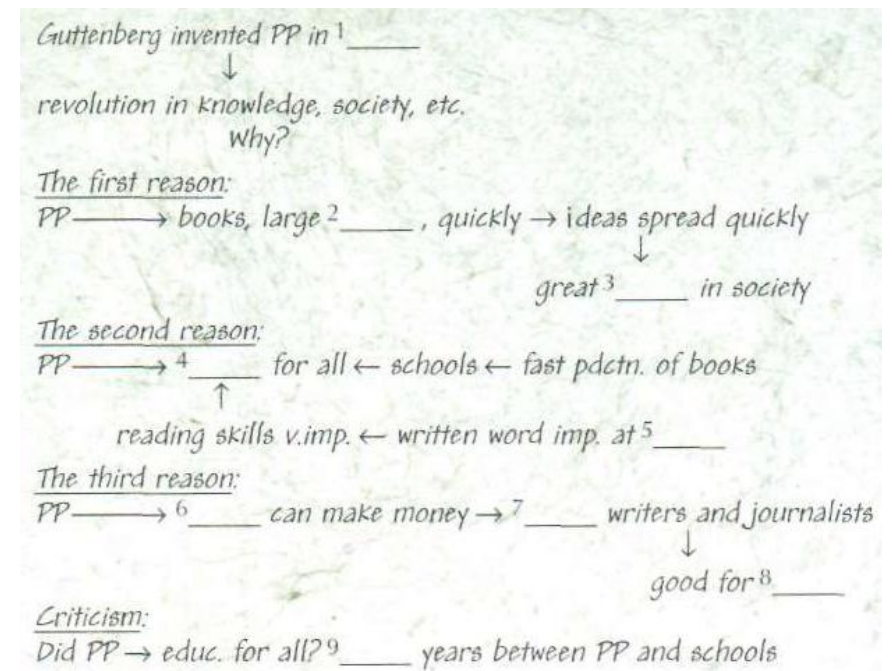 Guttenberg invented PP in 1_____
↓
revolution in knowledge, society, etc.
Why?
The first reason:
PP → books, large 2_____ , quickly → ideas spread quickly
↓
great 3_____ in society
The second reason:
PP → 4_____ for all ← schools ← fast pdctn. of books
↑
reading skills v.imp. ← written word imp. at 5_____
The third reason:
PP → 6_____ can make money → 7_____ writers and journalists
↓
good for 8_____
Criticism:
Did PP → educ. for all? 9_____ years between PP and schools